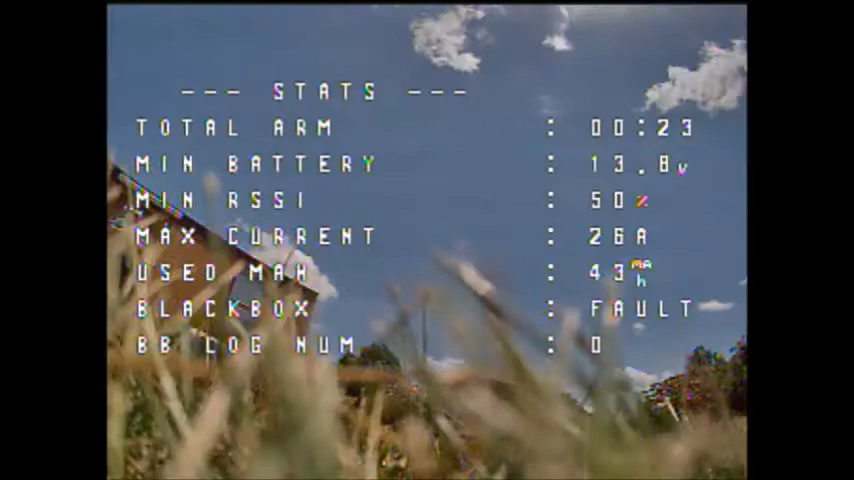 --- STATS ---
TOTAL ARM : 00:23
MIN BATTERY : 13.8V
MIN RSSI : 50%
MAX CURRENT : 26A
USED MAH : 43MAh
BLACKBOX : FAULT
BB LOG NUM : 0